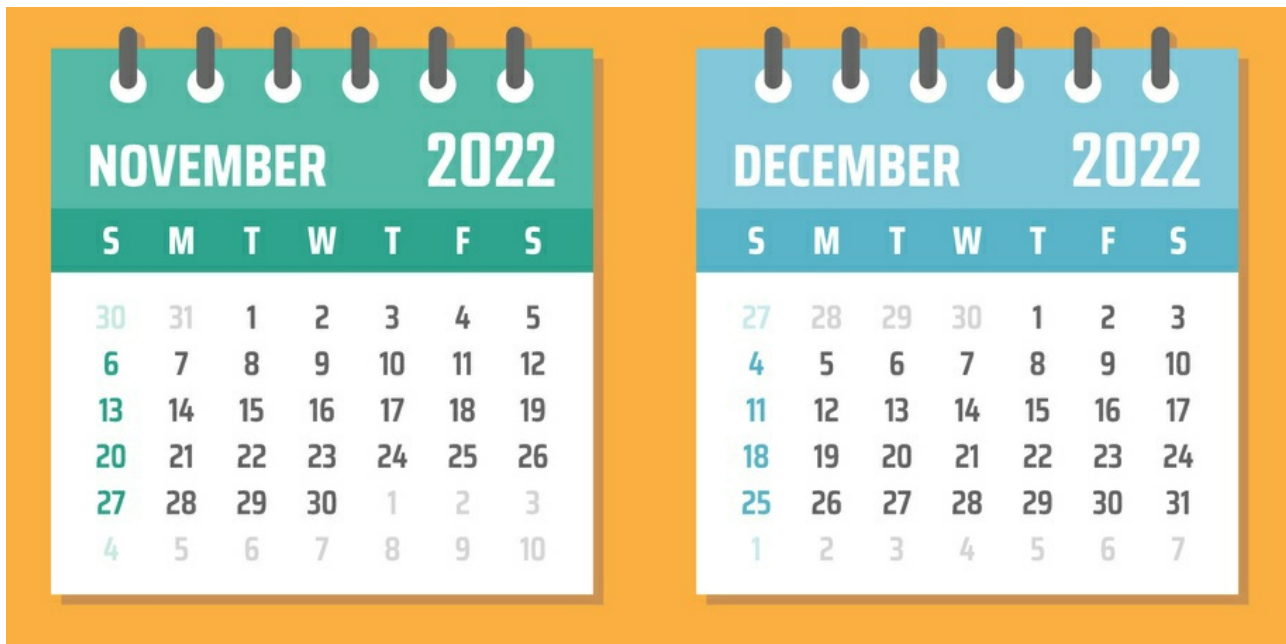 NOVEMBER 2022
S M T W T F S
30 31 1 2 3 4 5
6 7 8 9 10 11 12
13 14 15 16 17 18 19
20 21 22 23 24 25 26
27 28 29 30 1 2 3
4 5 6 7 8 9 10
DECEMBER 2022
S M T W T F S
27 28 29 30 1 2 3
4 5 6 7 8 9 10
11 12 13 14 15 16 17
18 19 20 21 22 23 24
25 26 27 28 29 30 31
1 2 3 4 5 6 7